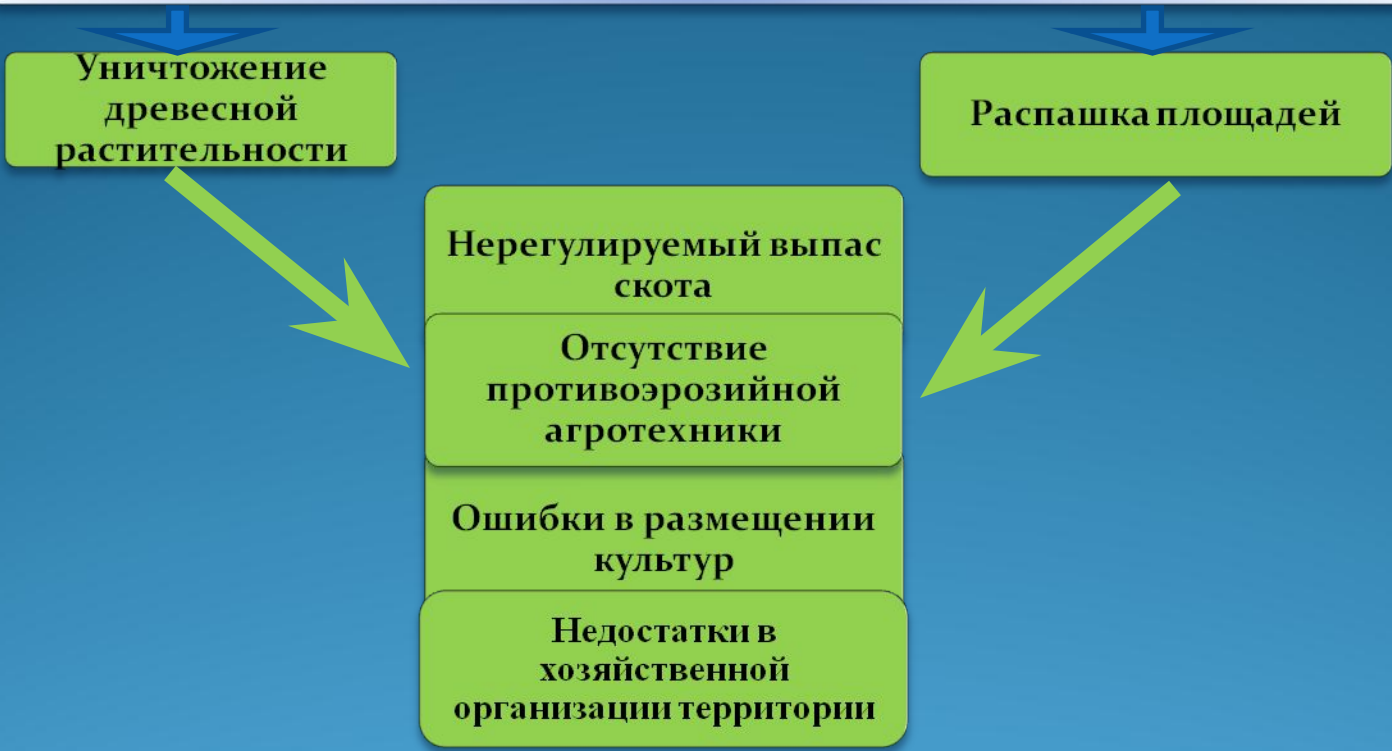 Уничтожение
древесной
растительности
Распашка площадей
Нерегулируемый выпас
скота
Отсутствие
противоэрозийной
агротехники
Ошибки в размещении
культур
Недостатки в
хозяйственной
организации территории